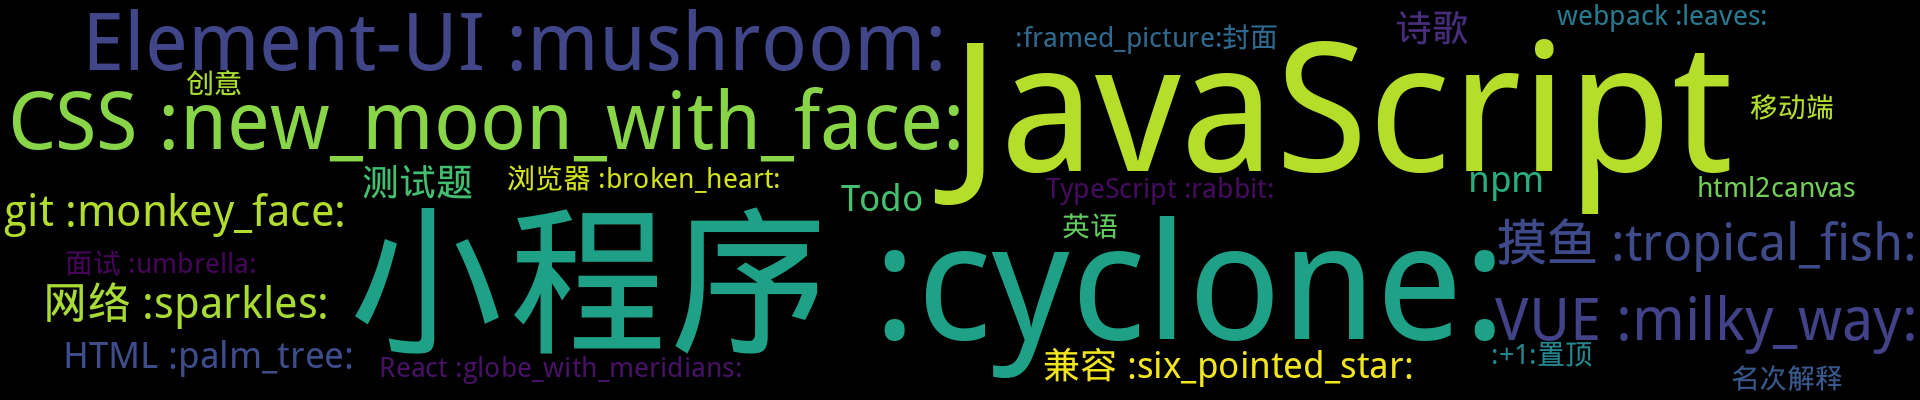 Element-UI :mushroom:
:framed_picture:封面
诗歌
webpack :leaves:
创意
JavaScript
CSS :new_moon_with_face:
移动端
测试题
浏览器 :broken_heart:
Todo
TypeScript :rabbit:
npm
html2canvas
git :monkey_face:
英语
摸鱼 :tropical_fish:
面试 :umbrella:
小程序 :cyclone:
网络 :sparkles:
VUE :milky_way:
HTML :palm_tree:
React :globe_with_meridians:
兼容 :six_pointed_star:
:+1:置顶
名次解释